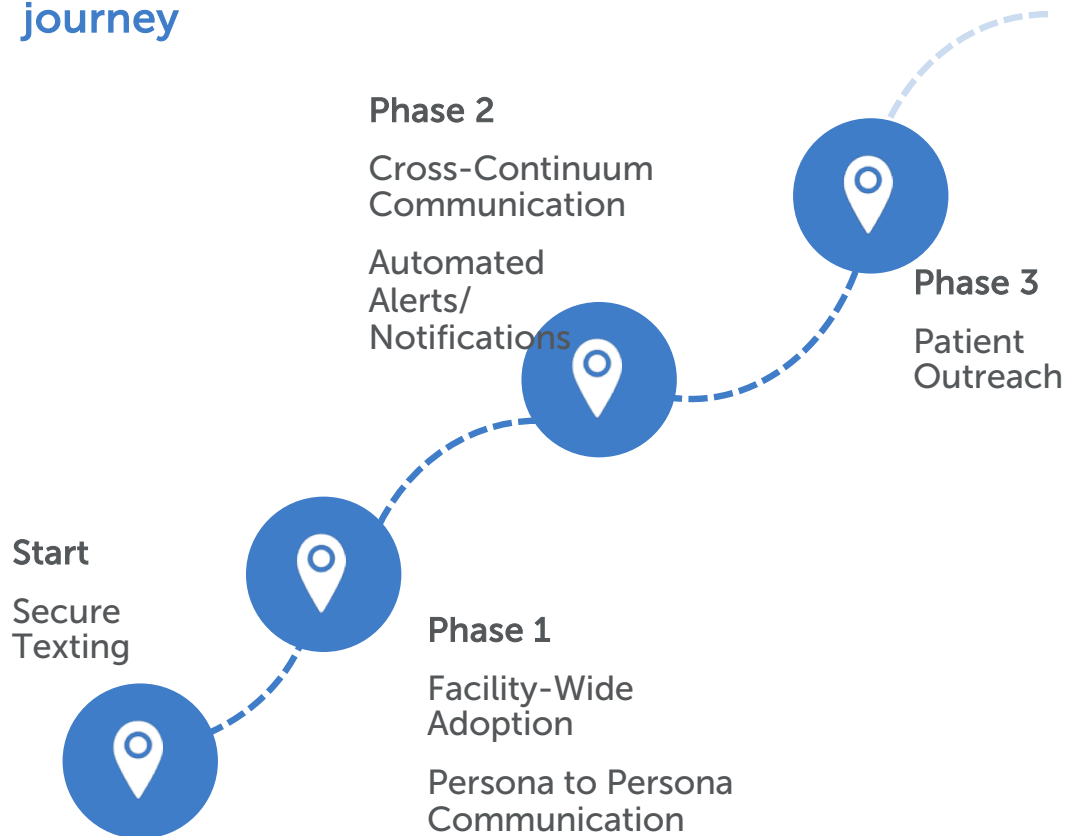 journey
Phase 2
Cross-Continuum
Communication
Automated
Alerts/
Notifications
Phase 3
Patient
Outreach
Start
Secure
Texting
Phase 1
Facility-Wide
Adoption
Persona to Persona
Communication